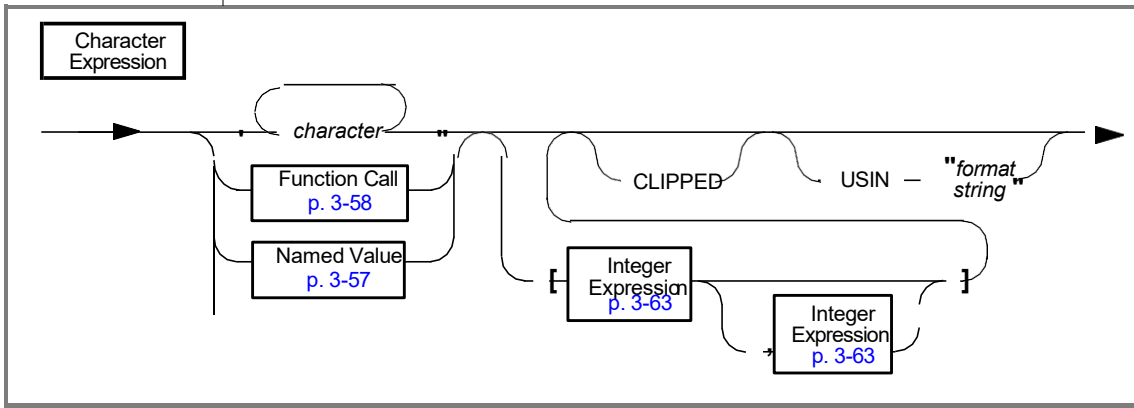 Character
Expression
' character "
Function Call
p. 3-58
Named Value
p. 3-57
CLIPPED
USIN
"format
string"
[
Integer
Expression
p. 3-63
]
,
Integer
Expression
p. 3-63